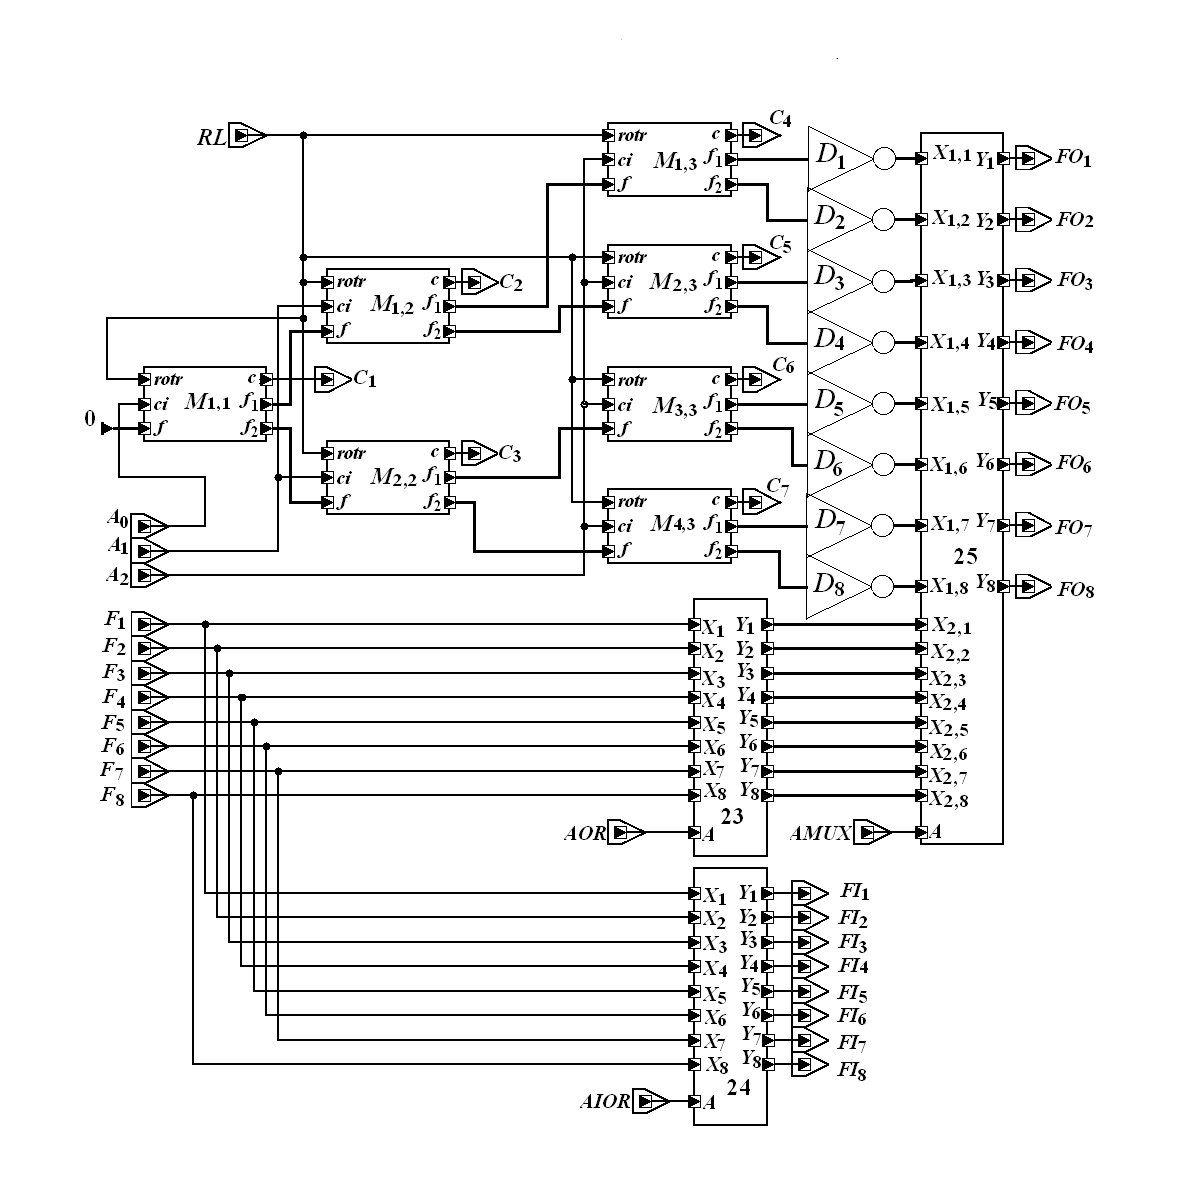 RL
rotr c C4
ci M1,3 f1
f f2
D1
X1,1 Y1 FO1
D2
X1,2 Y2 FO2
rotr c C5
ci M2,3 f1
f f2
D3
X1,3 Y3 FO3
D4
X1,4 Y4 FO4
rotr c C2
ci M1,2 f1
f f2
rotr c C1
ci M1,1 f1
0 f f2
rotr c C6
ci M3,3 f1
f f2
D5
X1,5 Y5 FO5
D6
X1,6 Y6 FO6
rotr c C3
ci M2,2 f1
f f2
rotr c C7
ci M4,3 f1
f f2
D7
X1,7 Y7 FO7
25
D8
X1,8 Y8 FO8
A0
A1
A2
F1 X1 Y1 X2,1
F2 X2 Y2 X2,2
F3 X3 Y3 X2,3
F4 X4 Y4 X2,4
F5 X5 Y5 X2,5
F6 X6 Y6 X2,6
F7 X7 Y7 X2,7
F8 X8 Y8 X2,8
23
AOR A AMUX A
X1 Y1 FI1
X2 Y2 FI2
X3 Y3 FI3
X4 Y4 FI4
X5 Y5 FI5
X6 Y6 FI6
X7 Y7 FI7
X8 Y8 FI8
24
AIOR A